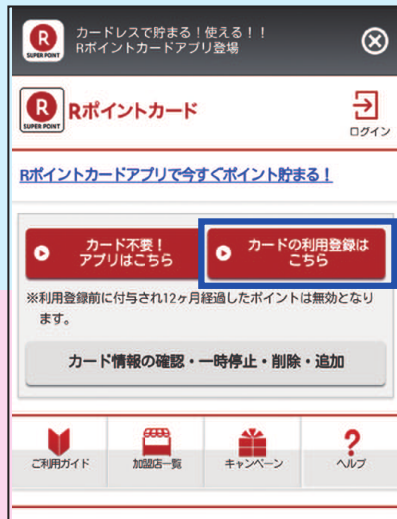 R
SUPER POINT
カードレスで貯まる！使える！！
Rポイントカードアプリ登場
R
SUPER POINT
Rポイントカード
ログイン
Rポイントカードアプリで今すぐポイント貯まる！
カード不要！
アプリはこちら
カードの利用登録は
こちら
※利用登録前に付与され12ヶ月経過したポイントは無効となり
ます。
カード情報の確認・一時停止・削除・追加
ご利用ガイド
加盟店一覧
キャンペーン
?
ヘルプ